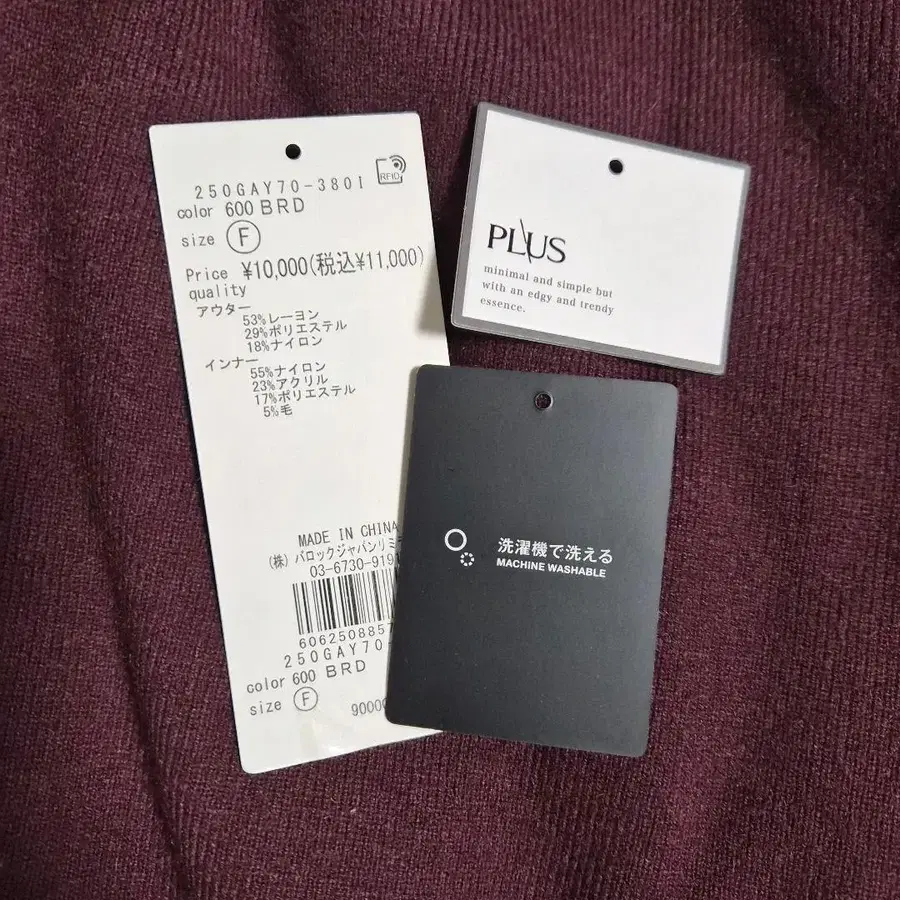 250GAY70-380I
RFID
color 600 BRD
size F
Price ¥10,000(税込¥11,000)
quality
アウター
53%レーヨン
29%ポリエステル
18%ナイロン
インナー
55%ナイロン
23%アクリル
17%ポリエステル
5%毛
MADE IN CHINA
(株)バロックジャパンリミ
03-6730-919
606250885
250GAY70-
color 600 BRD
size F
9000
PLUS
minimal and simple but
with an edgy and trendy
essence.
洗濯機で洗える
MACHINE WASHABLE